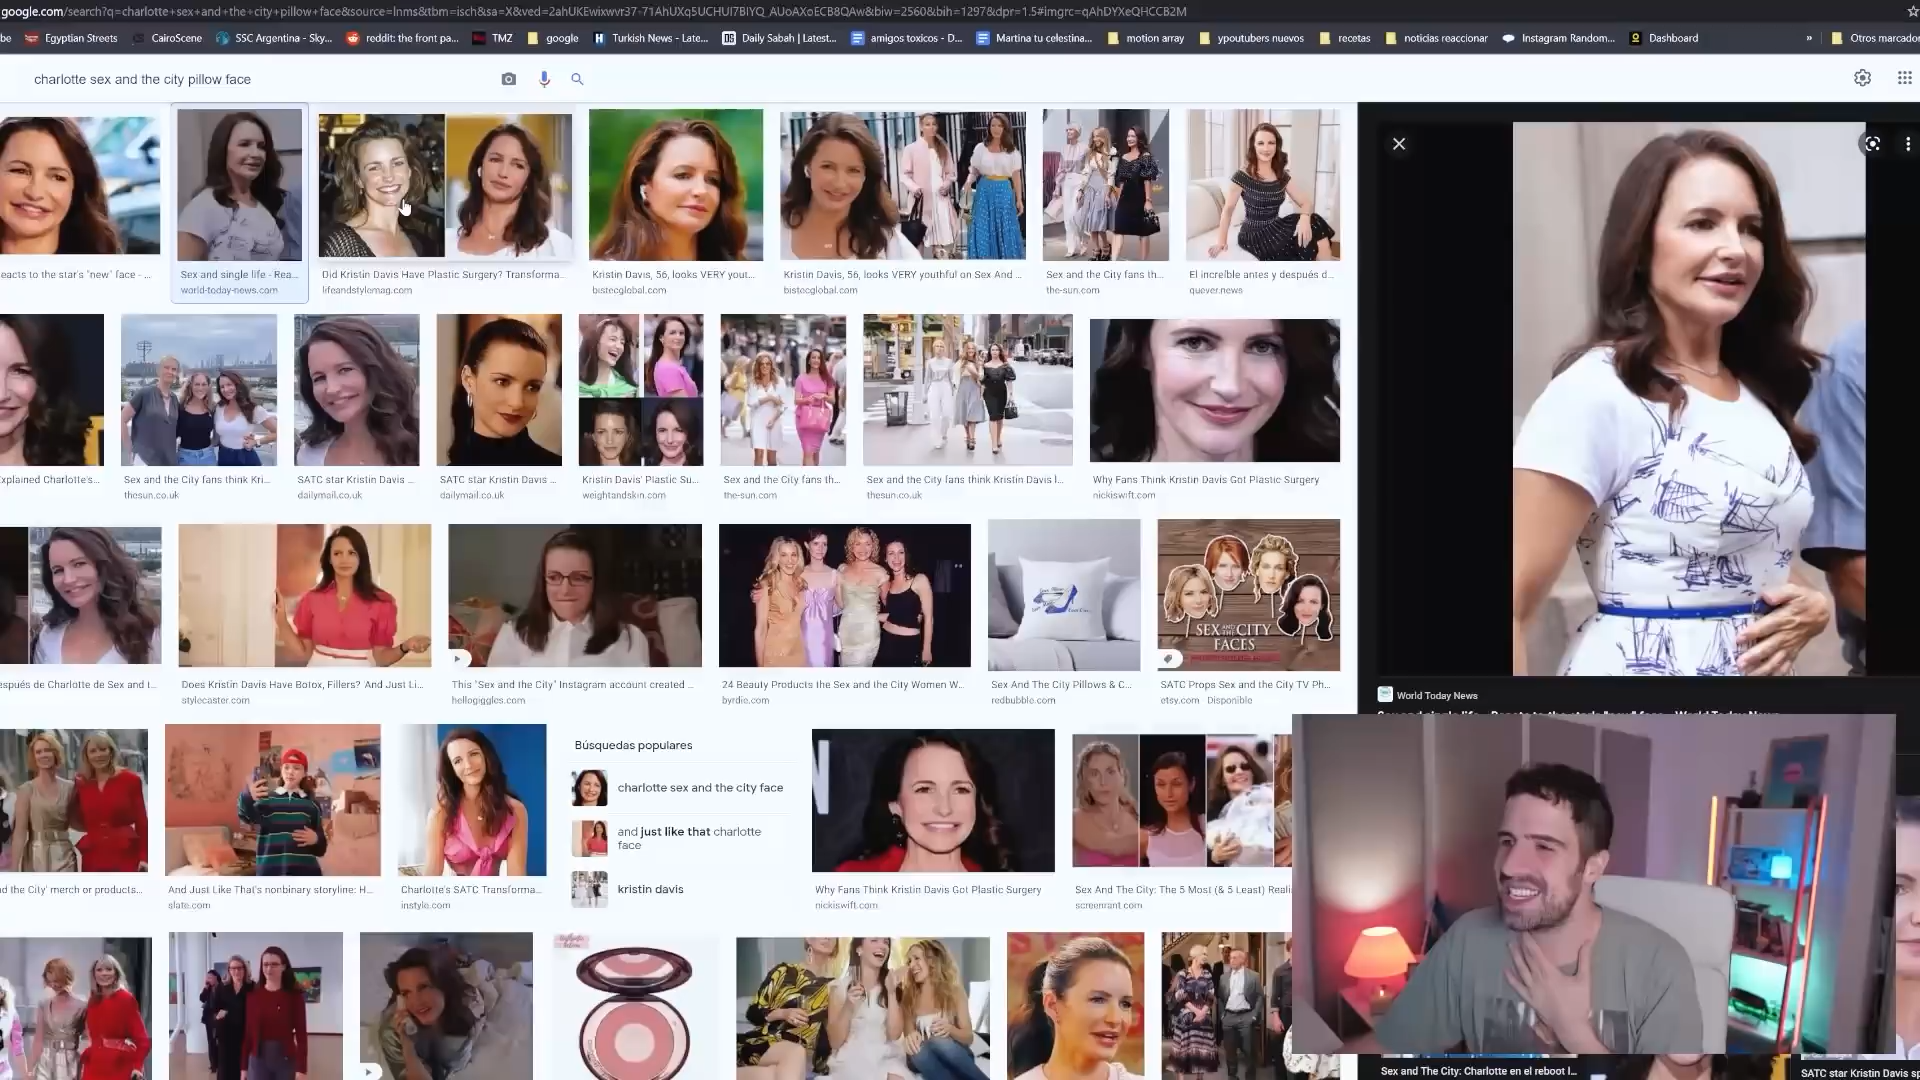 google.com/search?q=charlotte+sex+and+the+city+pillow+face&source=lnms&tbm=isch&sa=X&ved=2ahUKEwixwvr37-71AhUXq5UCHUI7BIYQ_AUoAXoECB8QAw&biw=2560&bih=1297&dpr=1.5#imgrc=qAhDYXeQHCCB2M
be Egyptian Streets CairoScene SSC Argentina - Sky... reddit: the front pa... TMZ google Turkish News - Late... Daily Sabah | Latest... amigos toxicos - D... Martina tu celestina... motion array ypoutubers nuevos recetas noticias reaccionar Instagram Random... Dashboard » Otros marcador
charlotte sex and the city pillow face
eacts to the star's "new" face - ...
Sex and single life - Rea...
world-today-news.com
Did Kristin Davis Have Plastic Surgery? Transforma...
lifeandstylemag.com
Kristin Davis, 56, looks VERY yout...
bistecglobal.com
Kristin Davis, 56, looks VERY youthful on Sex And ...
bistecglobal.com
Sex and the City fans th...
the-sun.com
El increíble antes y después d...
quever.news
xplained Charlotte's...
Sex and the City fans think Kri...
thesun.co.uk
SATC star Kristin Davis ...
dailymail.co.uk
SATC star Kristin Davis ...
dailymail.co.uk
Kristin Davis' Plastic Su...
weightandskin.com
Sex and the City fans th...
the-sun.com
Sex and the City fans think Kristin Davis l...
thesun.co.uk
Why Fans Think Kristin Davis Got Plastic Surgery
nickiswift.com
SEX AND THE CITY
FACES
espués de Charlotte de Sex and t...
Does Kristin Davis Have Botox, Fillers? 'And Just Li...
stylecaster.com
This "Sex and the City" Instagram account created ...
hellogiggles.com
24 Beauty Products the Sex and the City Women W...
byrdie.com
Sex And The City Pillows & C...
redbubble.com
SATC Props Sex and the City TV Ph...
etsy.com Disponible
World Today News
Búsquedas populares
charlotte sex and the city face
and just like that charlotte
face
kristin davis
d the City' merch or products...
And Just Like That's nonbinary storyline: H...
slate.com
Charlotte's SATC Transforma...
instyle.com
Why Fans Think Kristin Davis Got Plastic Surgery
nickiswift.com
Sex And The City: The 5 Most (& 5 Least) Reali
screenrant.com
Sex and The City: Charlotte en el reboot l...
SATC star Kristin Davis sp